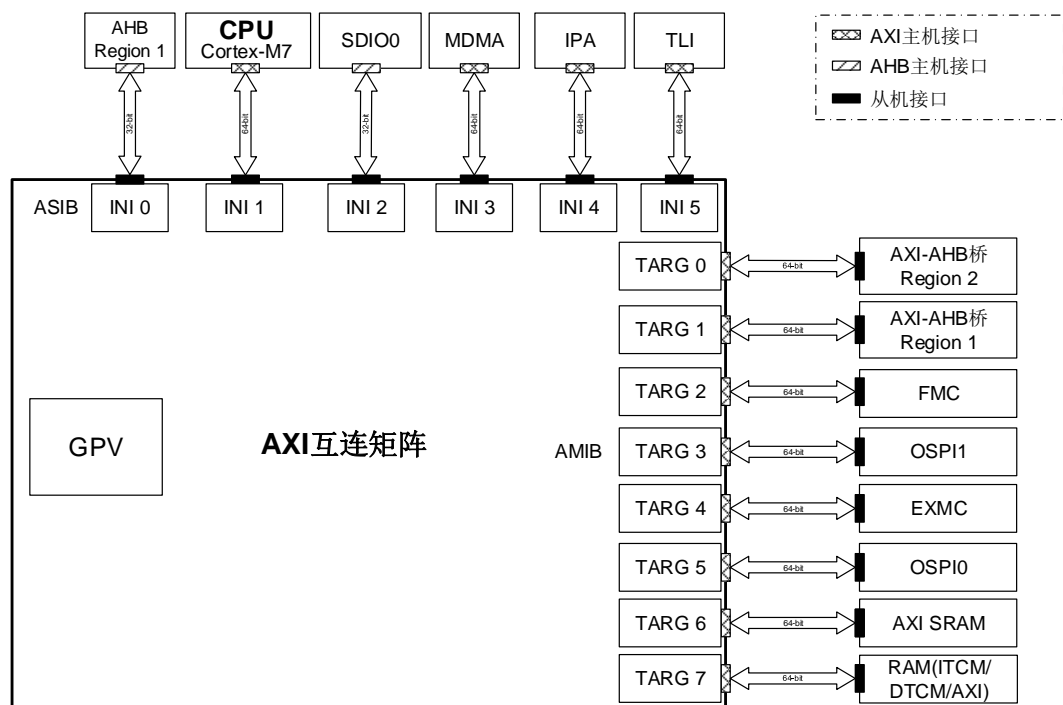 AHB
Region 1
CPU
Cortex-M7
SDIO0
MDMA
IPA
TLI
AXI主机接口
AHB主机接口
从机接口
32-bit
64-bit
32-bit
64-bit
64-bit
64-bit
ASIB
INI 0
INI 1
INI 2
INI 3
INI 4
INI 5
TARG 0
64-bit
AXI-AHB桥
Region 2
TARG 1
64-bit
AXI-AHB桥
Region 1
TARG 2
64-bit
FMC
GPV
AXI互连矩阵
AMIB
TARG 3
64-bit
OSPI1
TARG 4
64-bit
EXMC
TARG 5
64-bit
OSPI0
TARG 6
64-bit
AXI SRAM
TARG 7
64-bit
RAM(ITCM/
DTCM/AXI)